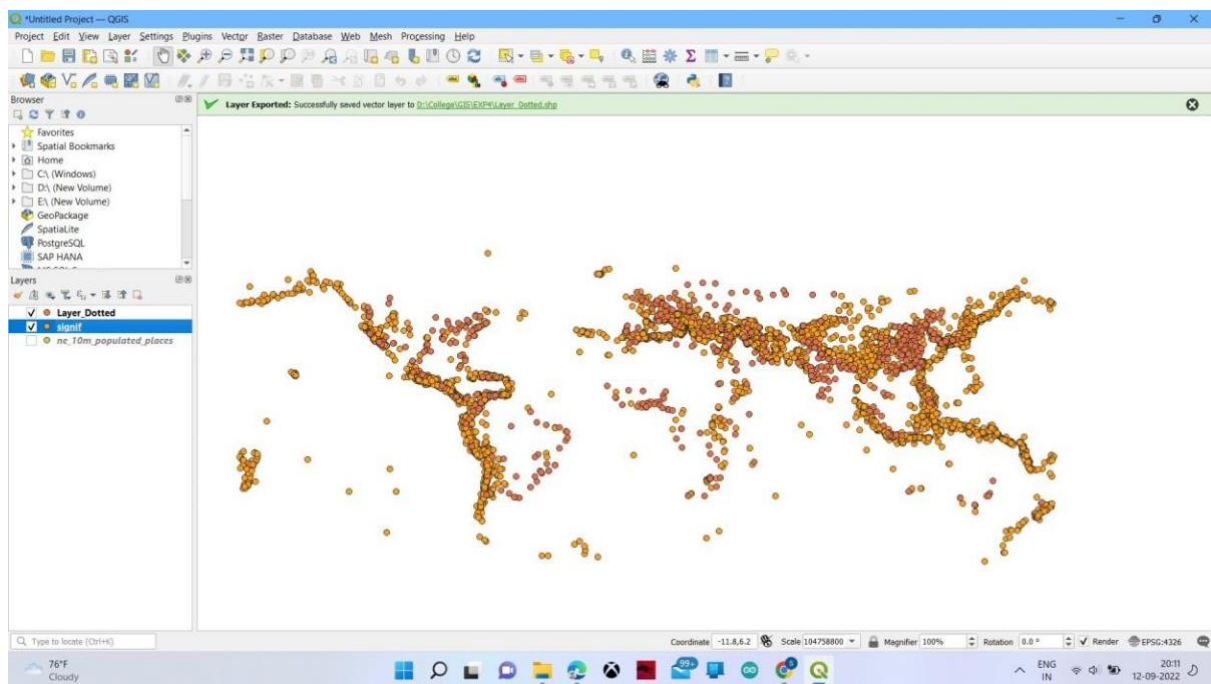 *Untitled Project — QGIS
Project Edit View Layer Settings Plugins Vector Raster Database Web Mesh Processing Help
Browser
Layer Exported: Successfully saved vector layer to D:\College\GIS\EXP4\Layer_Dotted.shp
Favorites
Spatial Bookmarks
Home
C:\ (Windows)
D:\ (New Volume)
E:\ (New Volume)
GeoPackage
SpatiaLite
PostgreSQL
SAP HANA
Layers
Layer_Dotted
signif
ne_10m_populated_places
Type to locate (Ctrl+K)
Coordinate -11.8,6.2 Scale 104758800 Magnifier 100% Rotation 0.0 ° Render EPSG:4326
76°F
Cloudy
99+
ENG
IN
20:11
12-09-2022